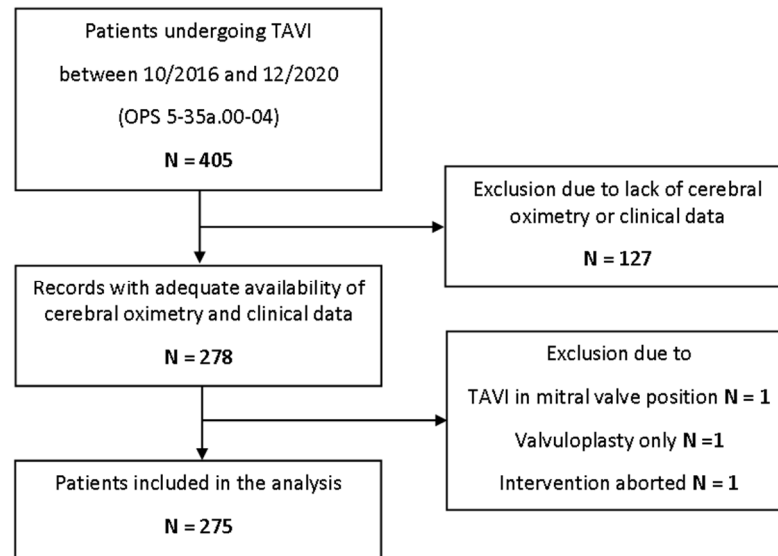 Patients undergoing TAVI
between 10/2016 and 12/2020
(OPS 5-35a.00-04)
N = 405
Exclusion due to lack of cerebral
oximetry or clinical data
N = 127
Records with adequate availability of
cerebral oximetry and clinical data
N = 278
Exclusion due to
TAVI in mitral valve position N = 1
Valvuloplasty only N =1
Intervention aborted N = 1
Patients included in the analysis
N = 275